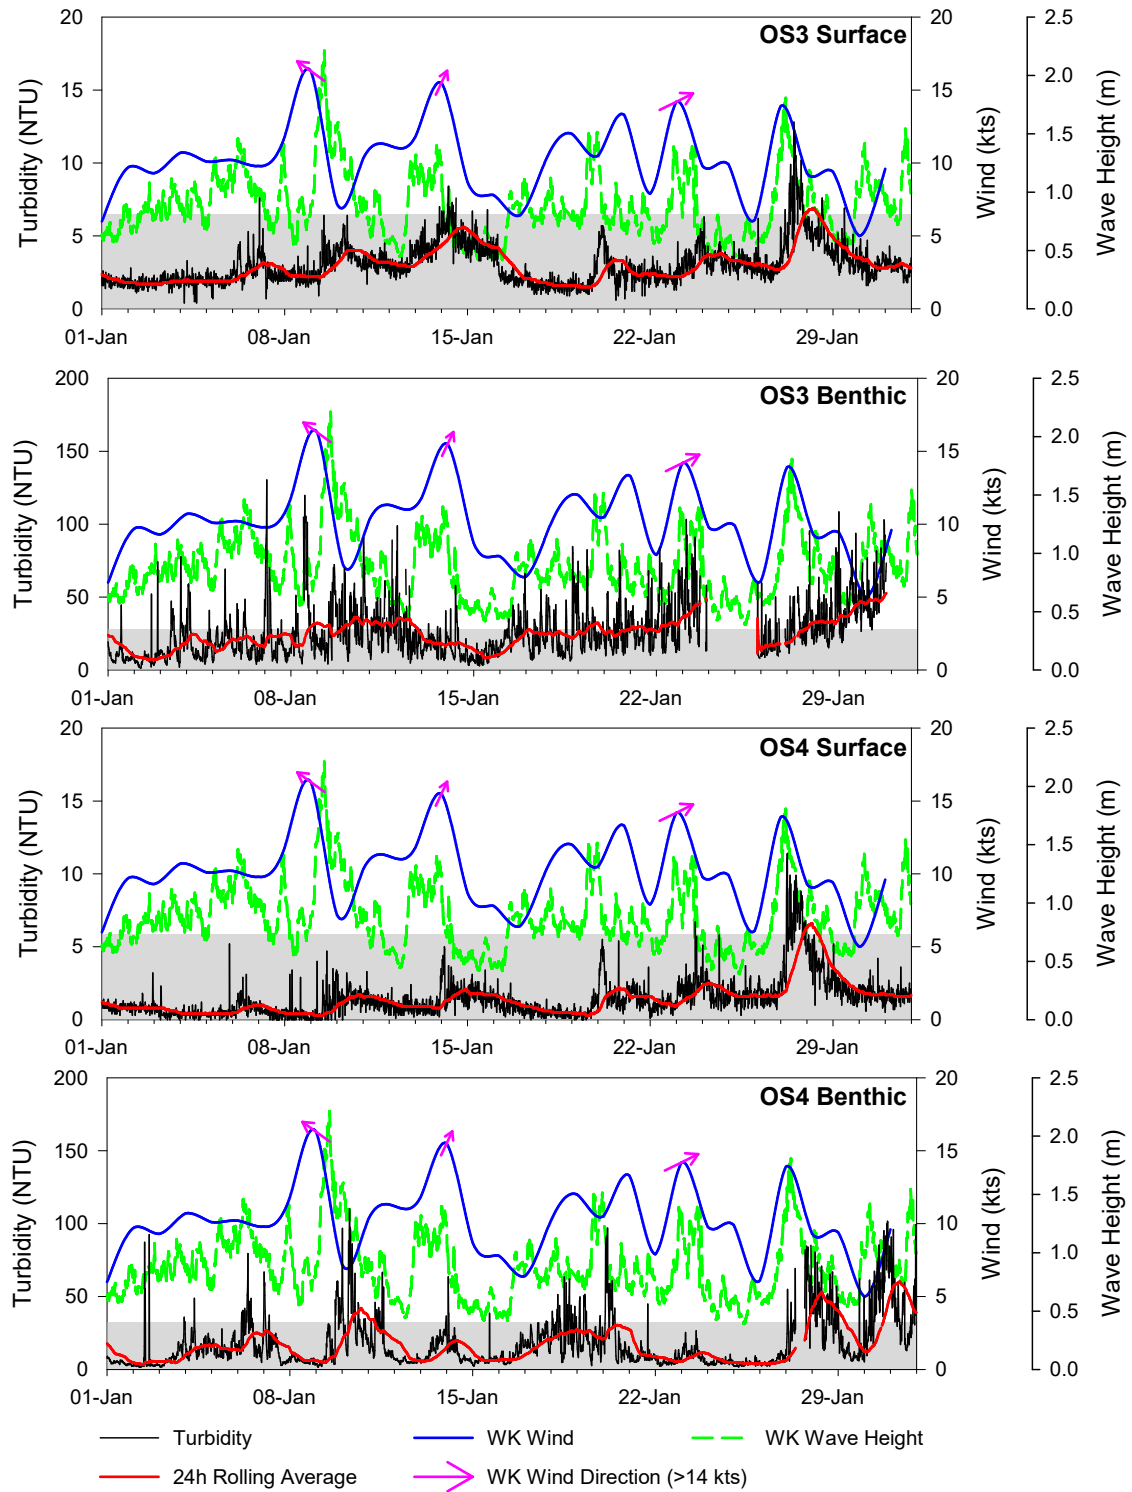 OS3 Surface
Turbidity (NTU)
20
15
10
5
0
20
15
10
5
0
Wind (kts)
2.5
2.0
1.5
1.0
0.5
0.0
Wave Height (m)
01-Jan 08-Jan 15-Jan 22-Jan 29-Jan
OS3 Benthic
Turbidity (NTU)
200
150
100
50
0
20
15
10
5
0
Wind (kts)
2.5
2.0
1.5
1.0
0.5
0.0
Wave Height (m)
01-Jan 08-Jan 15-Jan 22-Jan 29-Jan
OS4 Surface
Turbidity (NTU)
20
15
10
5
0
20
15
10
5
0
Wind (kts)
2.5
2.0
1.5
1.0
0.5
0.0
Wave Height (m)
01-Jan 08-Jan 15-Jan 22-Jan 29-Jan
OS4 Benthic
Turbidity (NTU)
200
150
100
50
0
20
15
10
5
0
Wind (kts)
2.5
2.0
1.5
1.0
0.5
0.0
Wave Height (m)
01-Jan 08-Jan 15-Jan 22-Jan 29-Jan
Turbidity WK Wind WK Wave Height
24h Rolling Average WK Wind Direction (>14 kts)